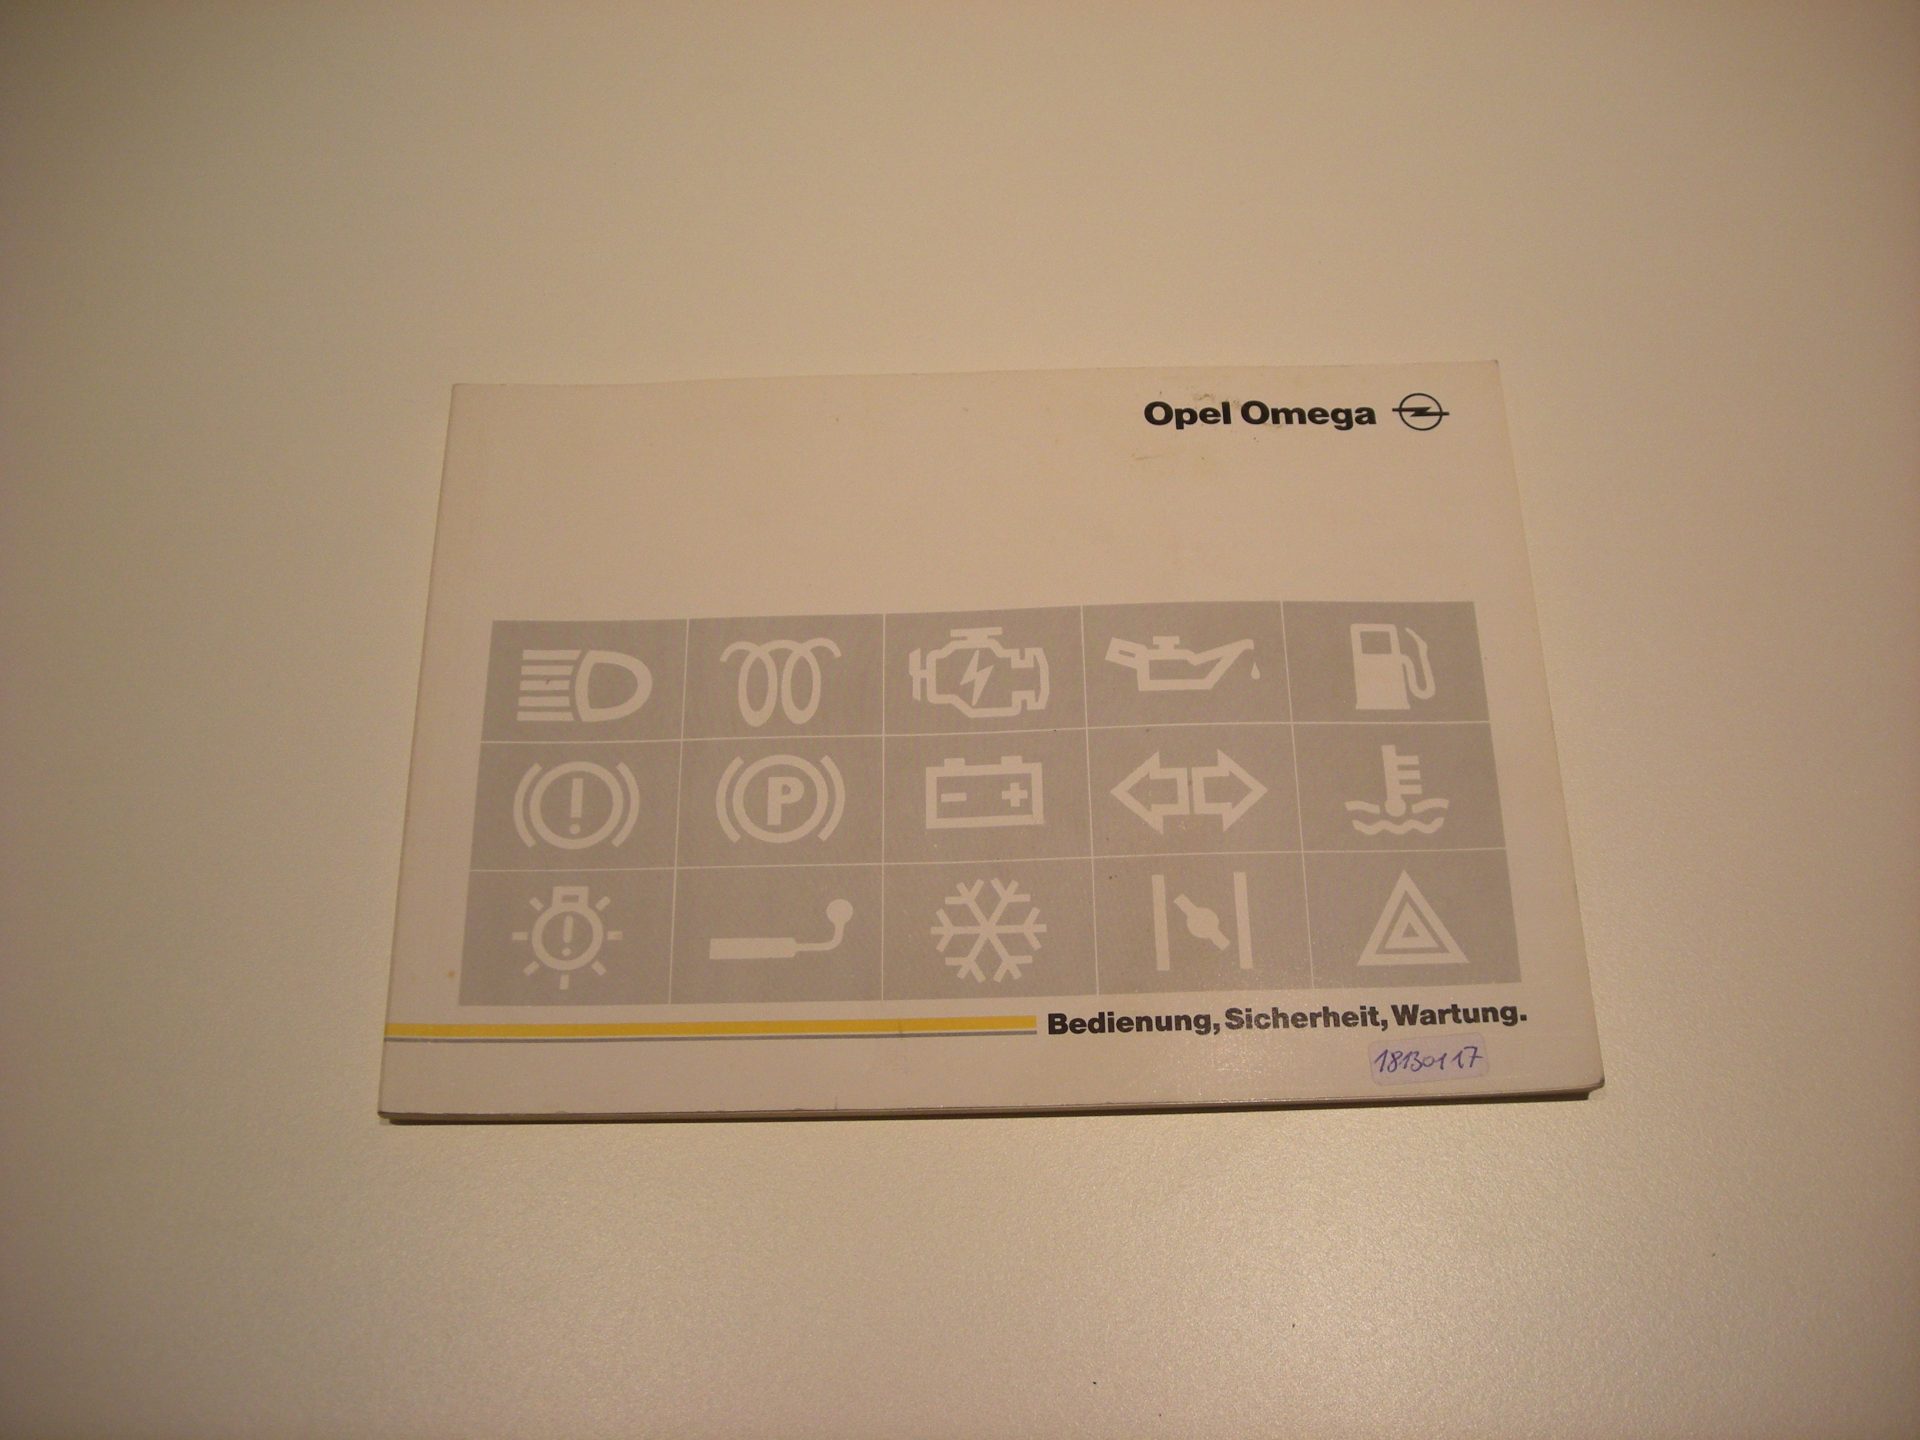 Opel Omega
P
Bedienung, Sicherheit, Wartung.
18130117